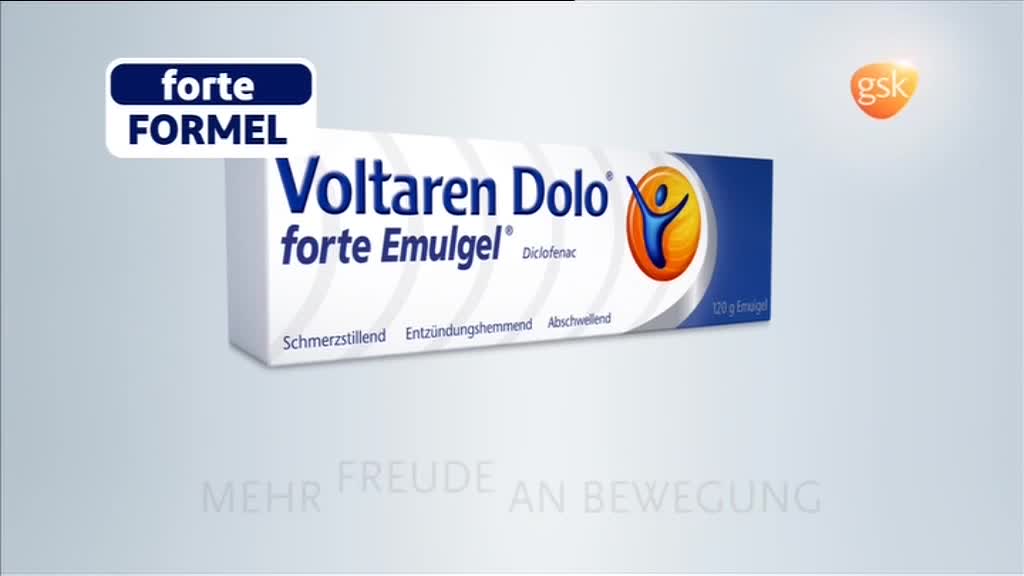 forte
FORMEL
gsk
Voltaren Dolo®
forte Emulgel® Diclofenac
120 g Emulgel
Schmerzstillend Entzündungshemmend Abschwellend
MEHR FREUDE AN BEWEGUNG